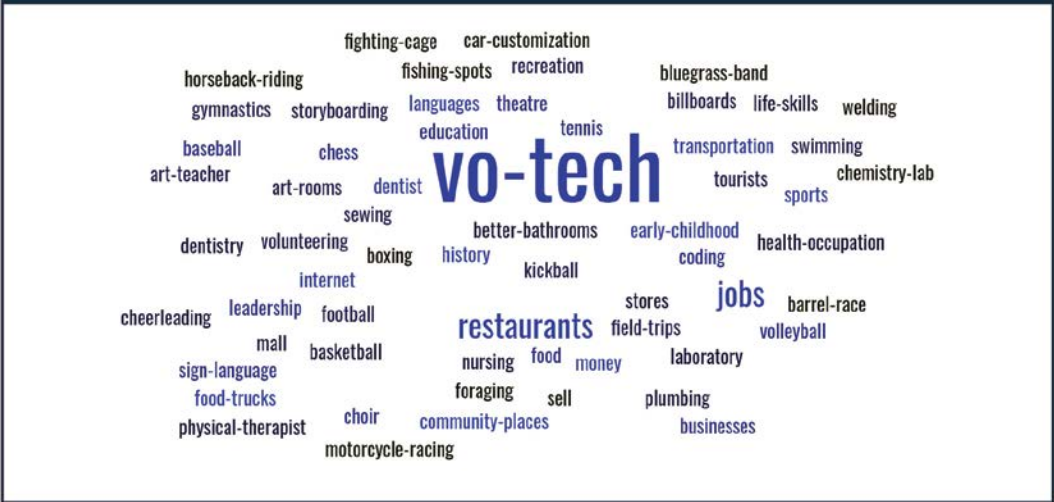 fighting-cage car-customization
horseback-riding fishing-spots recreation bluegrass-band
gymnastics storyboarding languages theatre billboards life-skills welding
education tennis
baseball chess vo-tech transportation swimming
art-teacher art-rooms dentist tourists sports chemistry-lab
sewing
dentistry volunteering better-bathrooms early-childhood health-occupation
boxing history coding
internet kickball
cheerleading leadership football stores jobs barrel-race
restaurants field-trips volleyball
mall basketball nursing food money laboratory
sign-language
food-trucks foraging sell plumbing
physical-therapist choir community-places businesses
motorcycle-racing